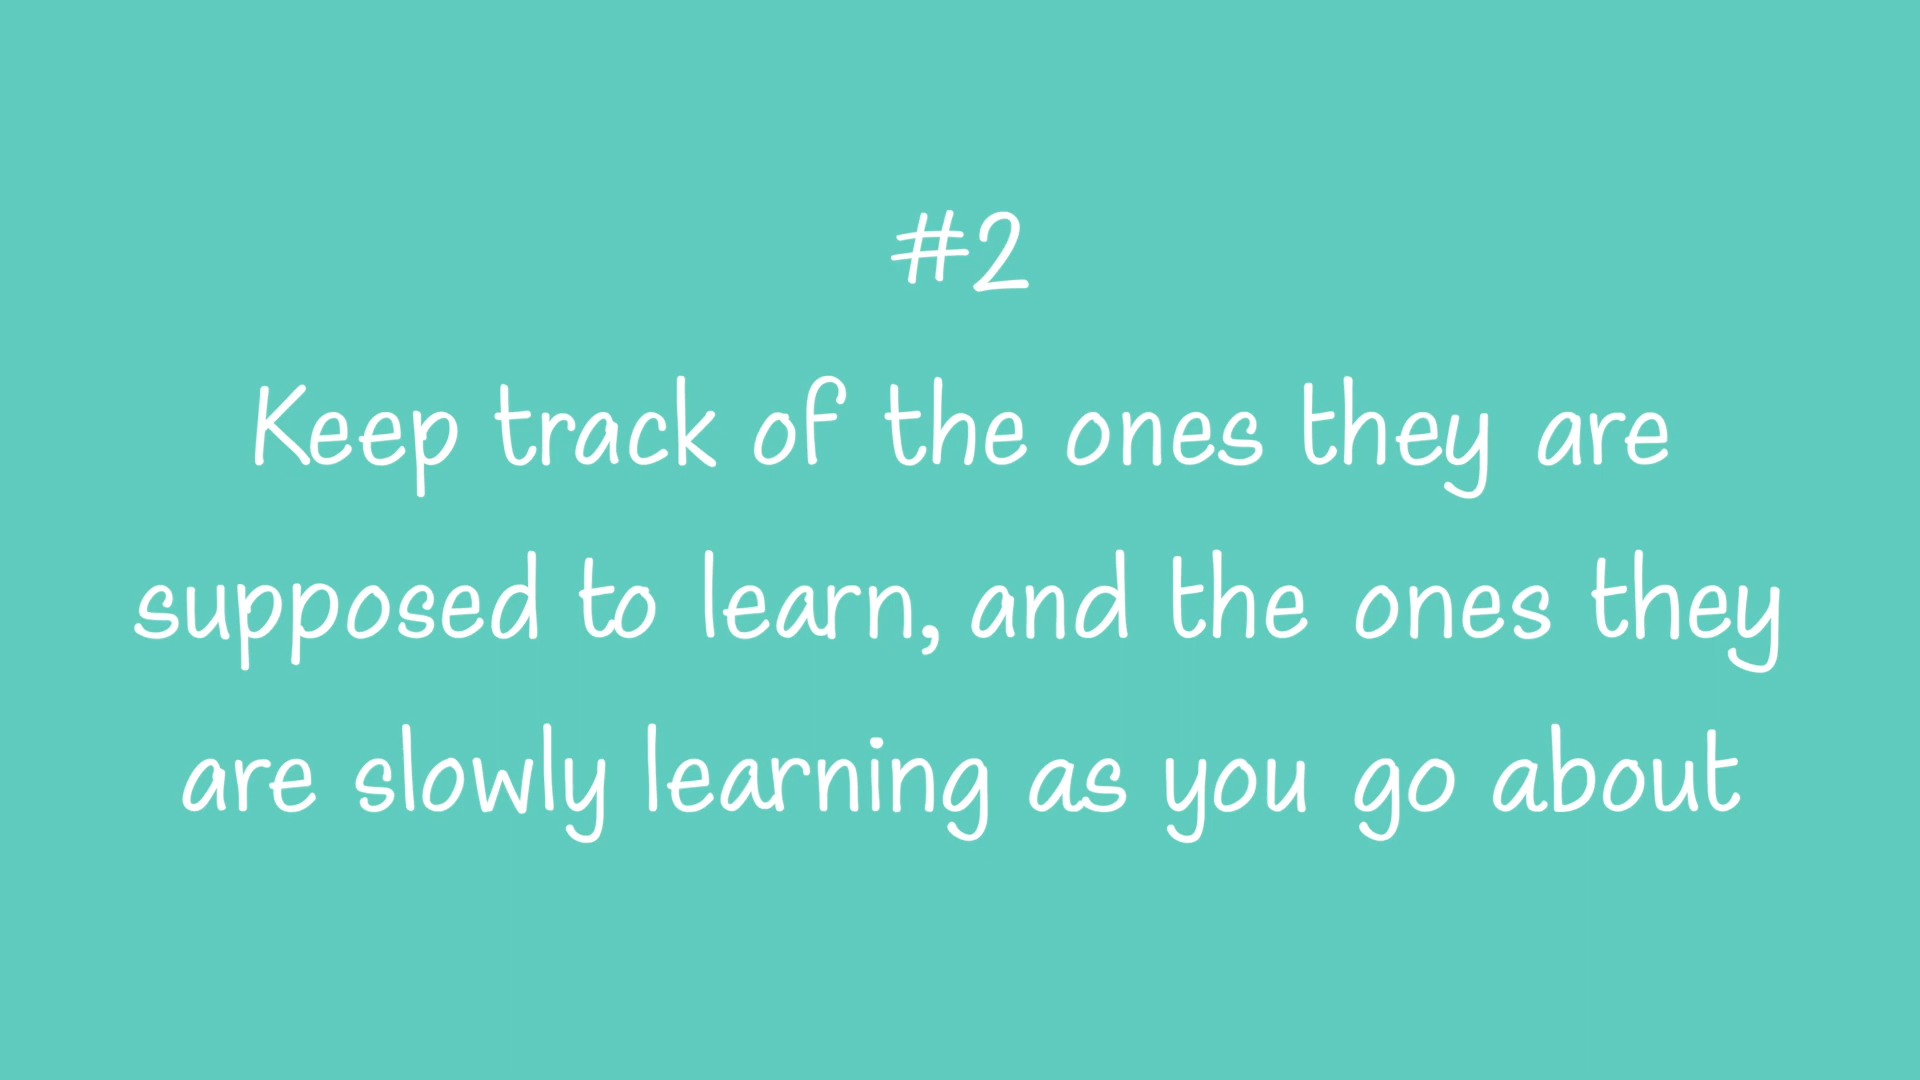 #2
Keep track of the ones they are
supposed to learn, and the ones they
are slowly learning as you go about